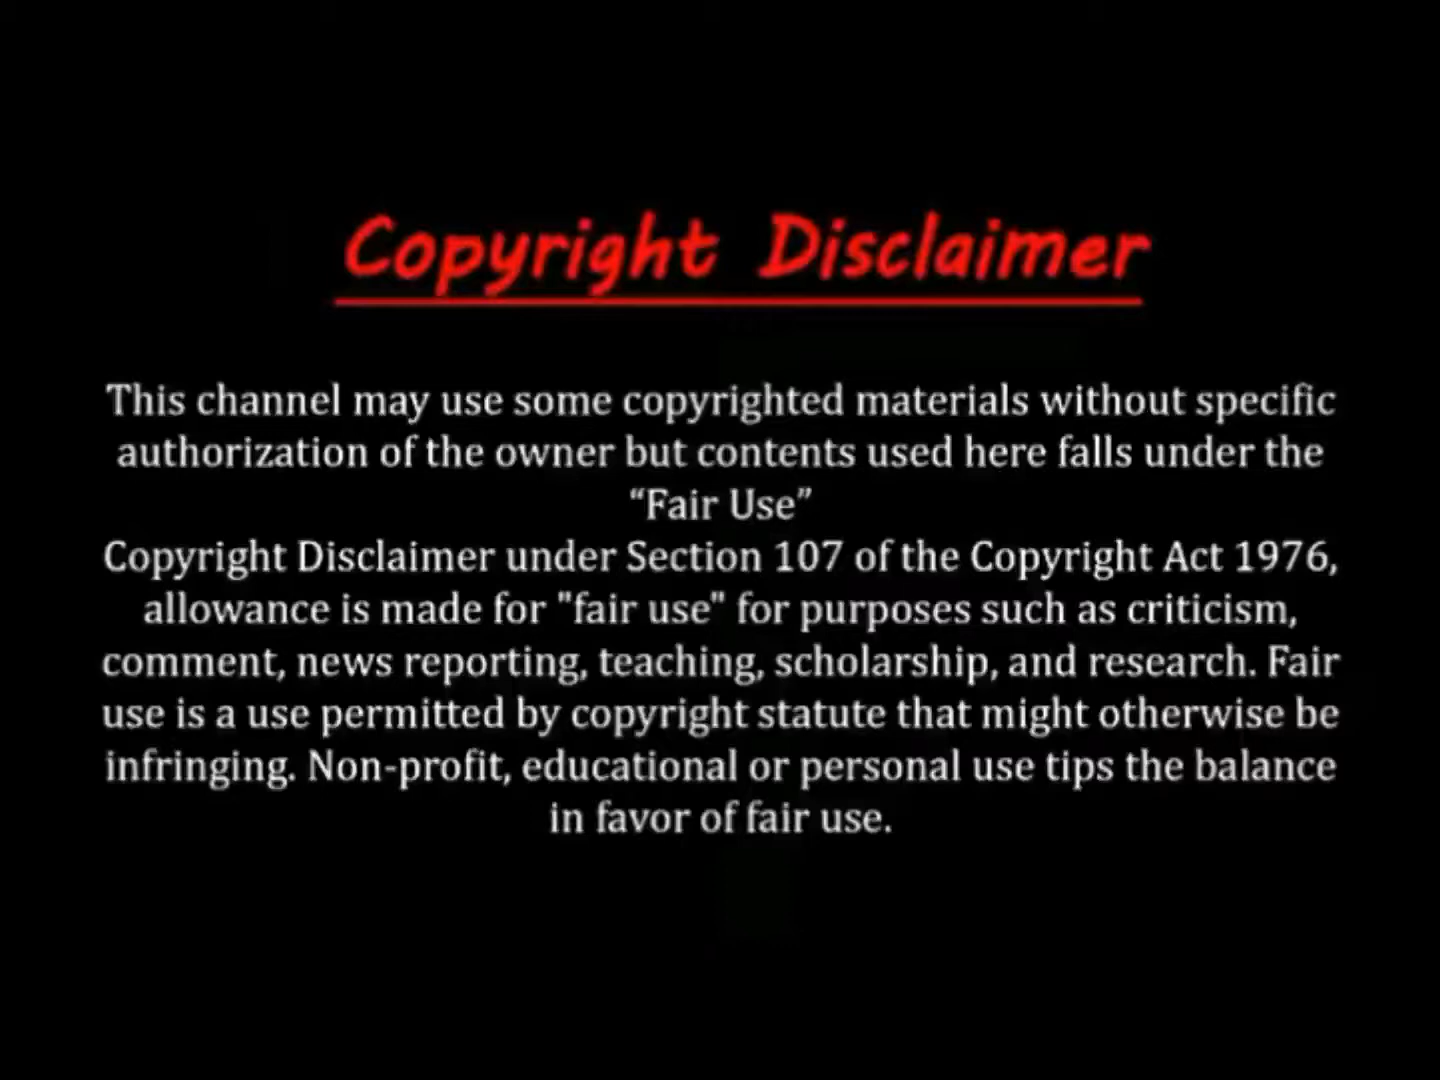 Copyright Disclaimer
This channel may use some copyrighted materials without specific
authorization of the owner but contents used here falls under the
“Fair Use”
Copyright Disclaimer under Section 107 of the Copyright Act 1976,
allowance is made for "fair use" for purposes such as criticism,
comment, news reporting, teaching, scholarship, and research. Fair
use is a use permitted by copyright statute that might otherwise be
infringing. Non-profit, educational or personal use tips the balance
in favor of fair use.